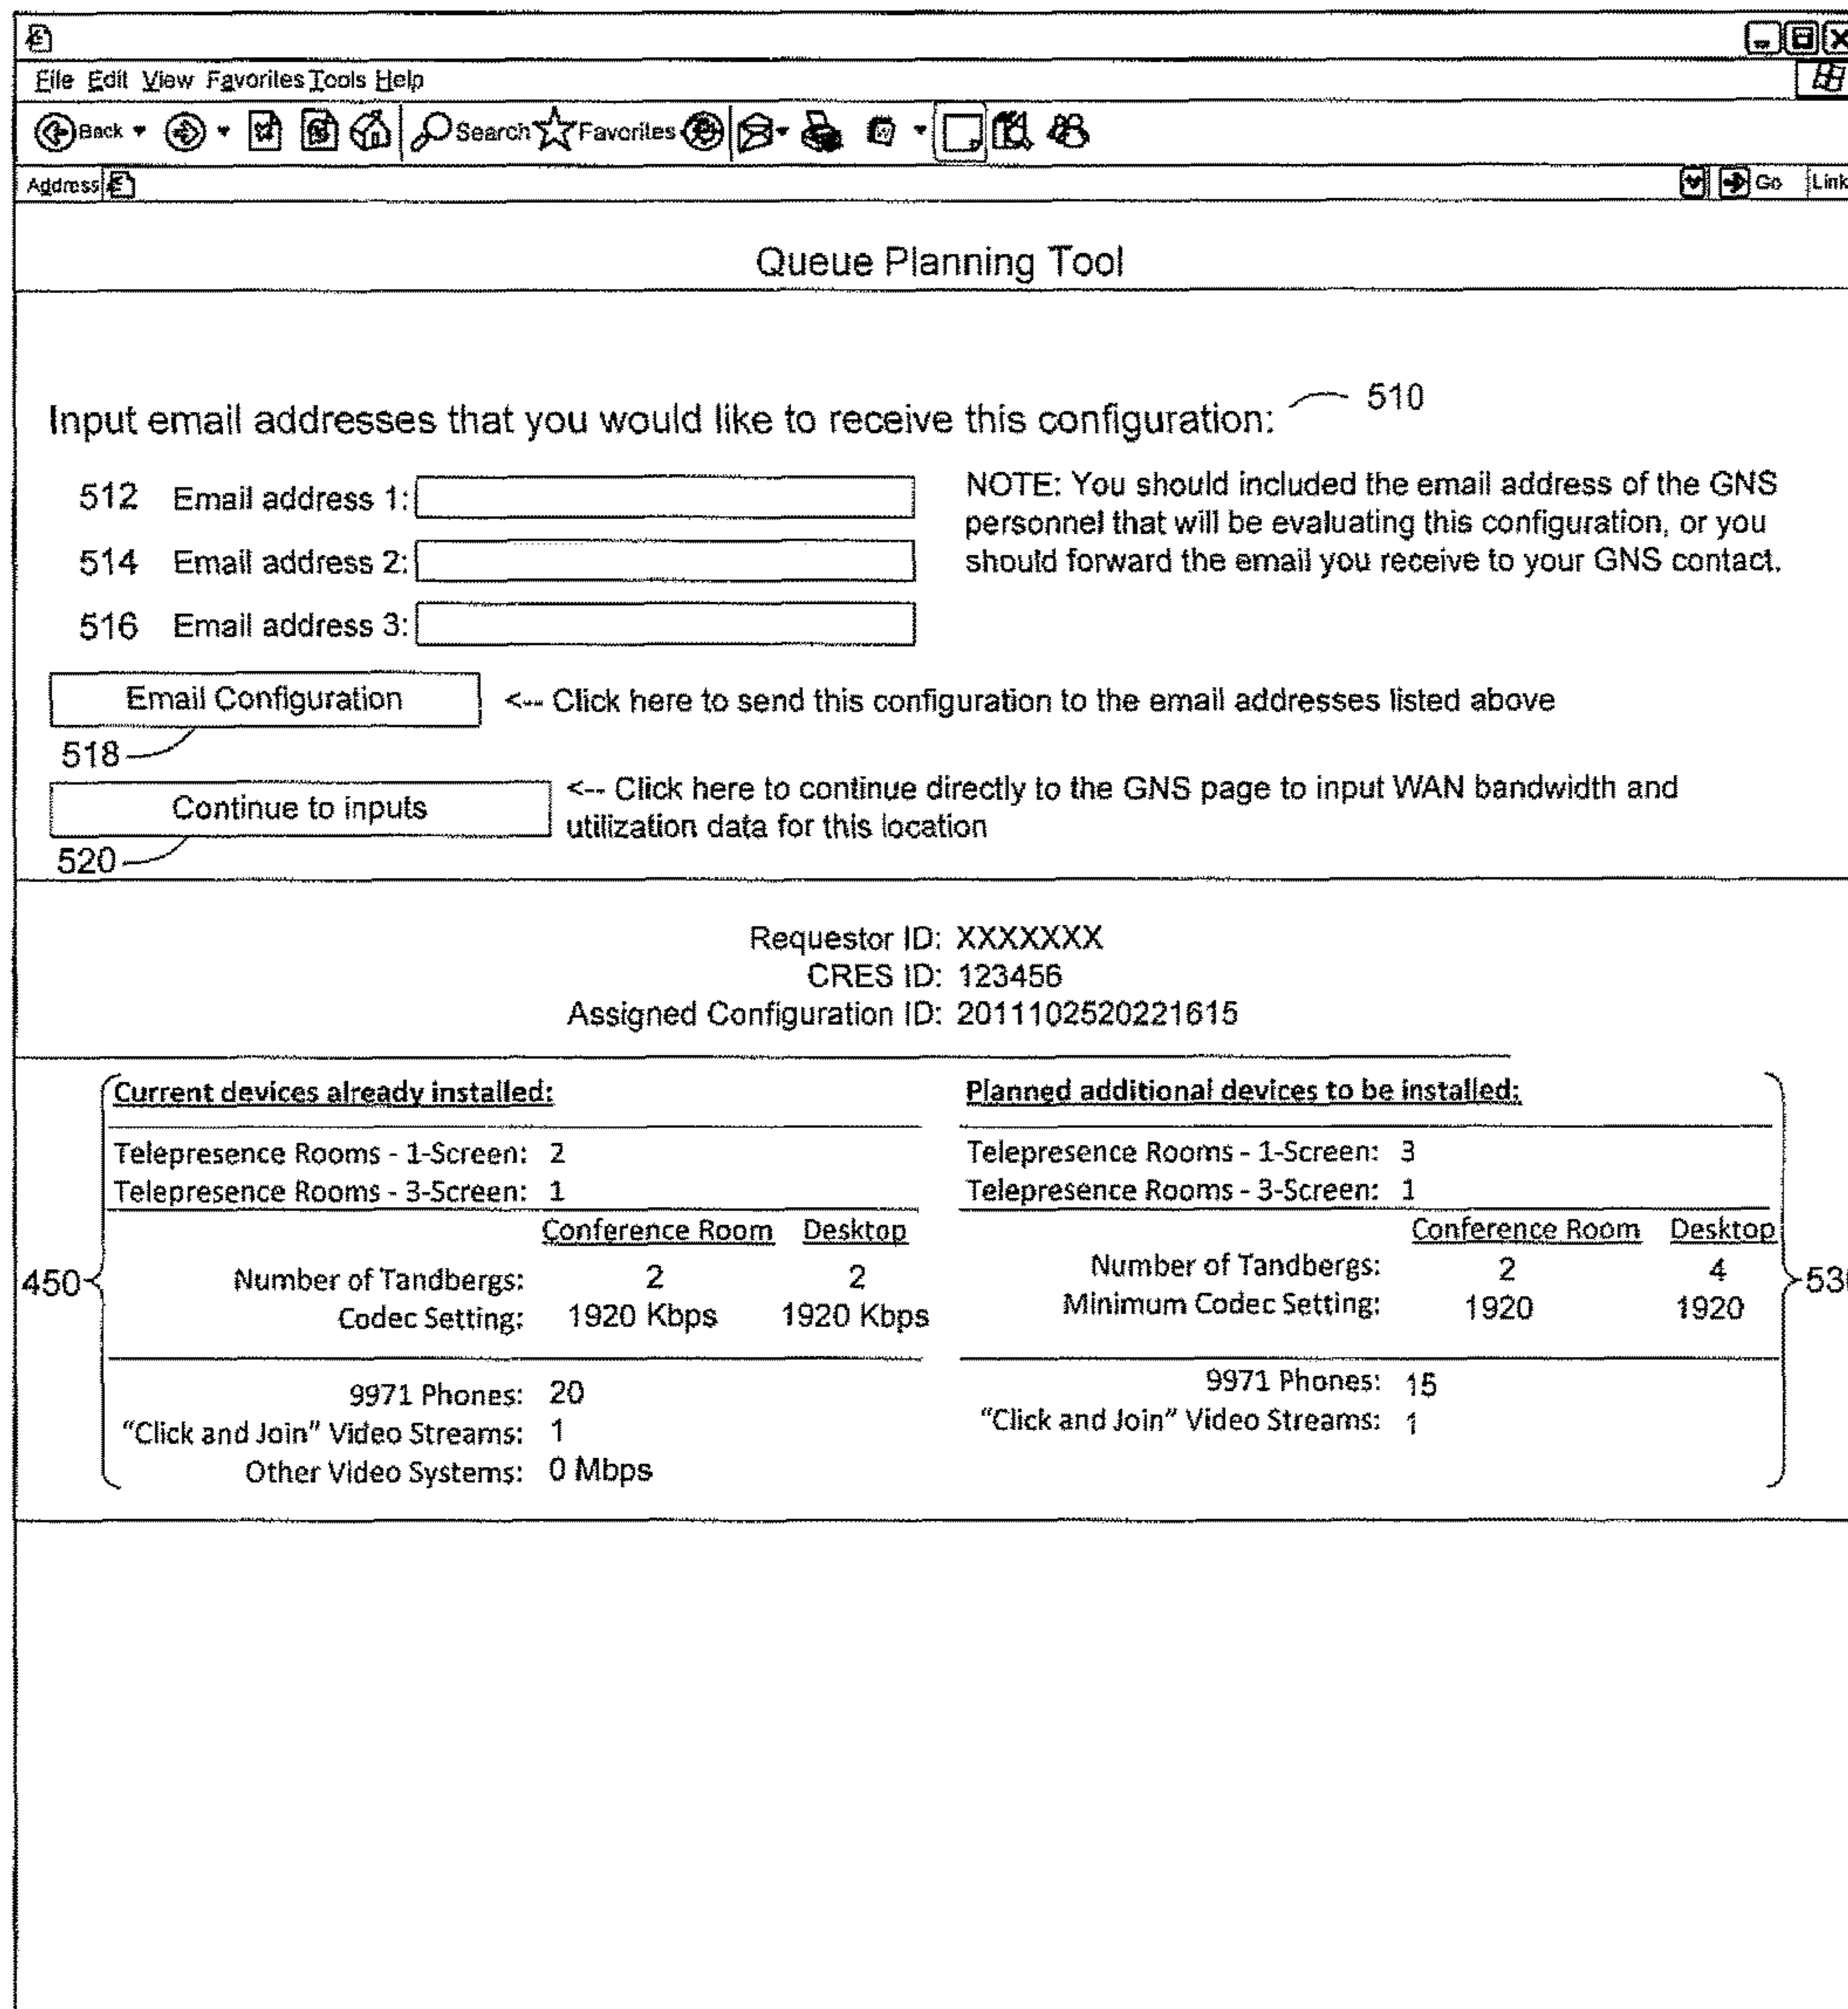 File Edit View Favorites Tools Help
Back Search Favorites
Address Go Link
Queue Planning Tool
Input email addresses that you would like to receive this configuration: 510
512 Email address 1:
NOTE: You should included the email address of the GNS
personnel that will be evaluating this configuration, or you
should forward the email you receive to your GNS contact.
514 Email address 2:
516 Email address 3:
Email Configuration <-- Click here to send this configuration to the email addresses listed above
518
Continue to inputs <-- Click here to continue directly to the GNS page to input WAN bandwidth and
utilization data for this location
520
Requestor ID: XXXXXXX
CRES ID: 123456
Assigned Configuration ID: 2011102520221615
450
Current devices already installed:
Telepresence Rooms - 1-Screen: 2
Telepresence Rooms - 3-Screen: 1
Conference Room Desktop
Number of Tandbergs: 2 2
Codec Setting: 1920 Kbps 1920 Kbps
9971 Phones: 20
"Click and Join" Video Streams: 1
Other Video Systems: 0 Mbps
Planned additional devices to be installed:
Telepresence Rooms - 1-Screen: 3
Telepresence Rooms - 3-Screen: 1
Conference Room Desktop
Number of Tandbergs: 2 4
Minimum Codec Setting: 1920 1920
9971 Phones: 15
"Click and Join" Video Streams: 1